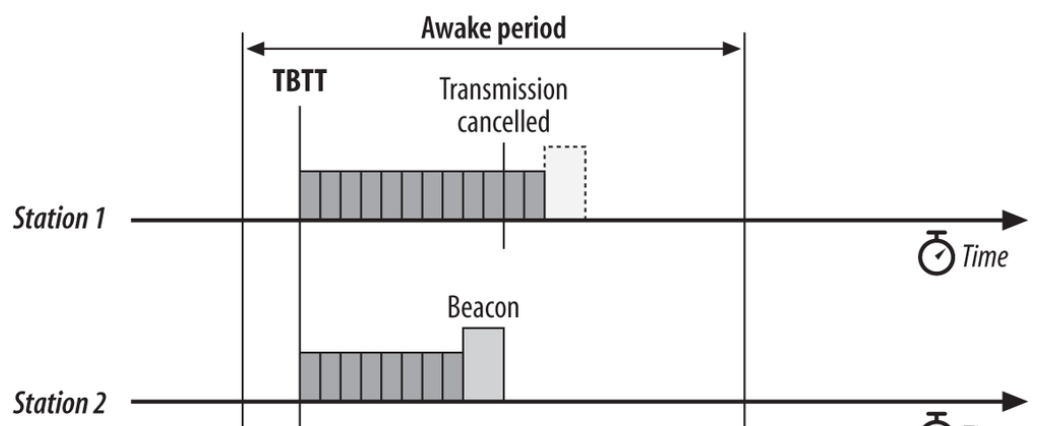 Awake period
TBTT
Transmission
cancelled
Station 1
Time
Beacon
Station 2